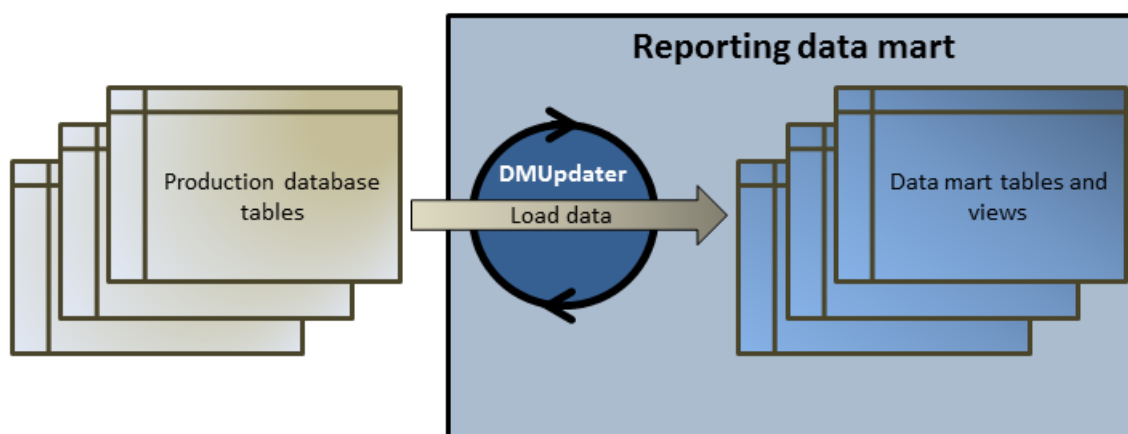 Reporting data mart
Production database
tables
DMUpdater
Load data
Data mart tables and
views